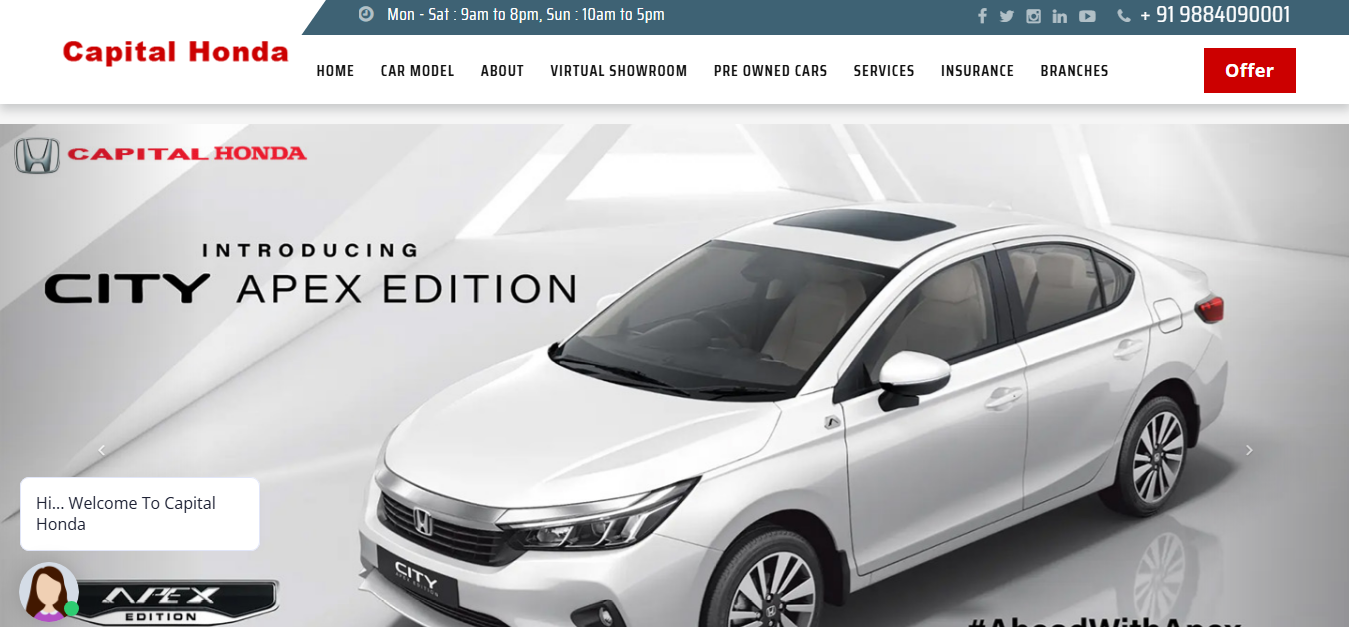 Mon - Sat : 9am to 8pm, Sun : 10am to 5pm
+ 91 9884090001
Capital Honda
HOME CAR MODEL ABOUT VIRTUAL SHOWROOM PRE OWNED CARS SERVICES INSURANCE BRANCHES
Offer
CAPITAL HONDA
INTRODUCING
CITY APEX EDITION
Hi... Welcome To Capital
Honda
CITY
APEX EDITION
APEX
EDITION
#AheadWithApex